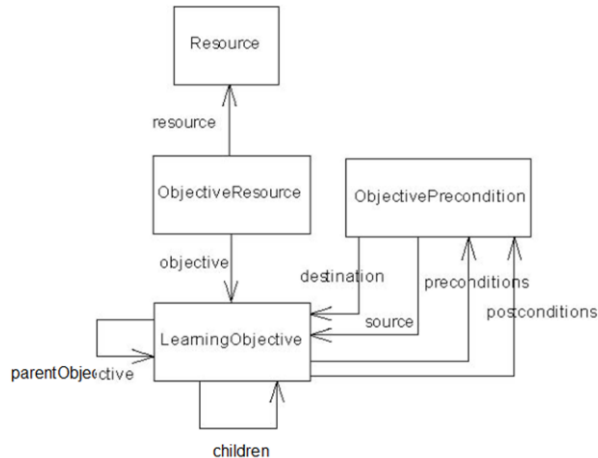 Resource
resource
ObjectiveResource
ObjectivePrecondition
objective
destination
preconditions
source
postconditions
LearningObjective
parentObjective
children